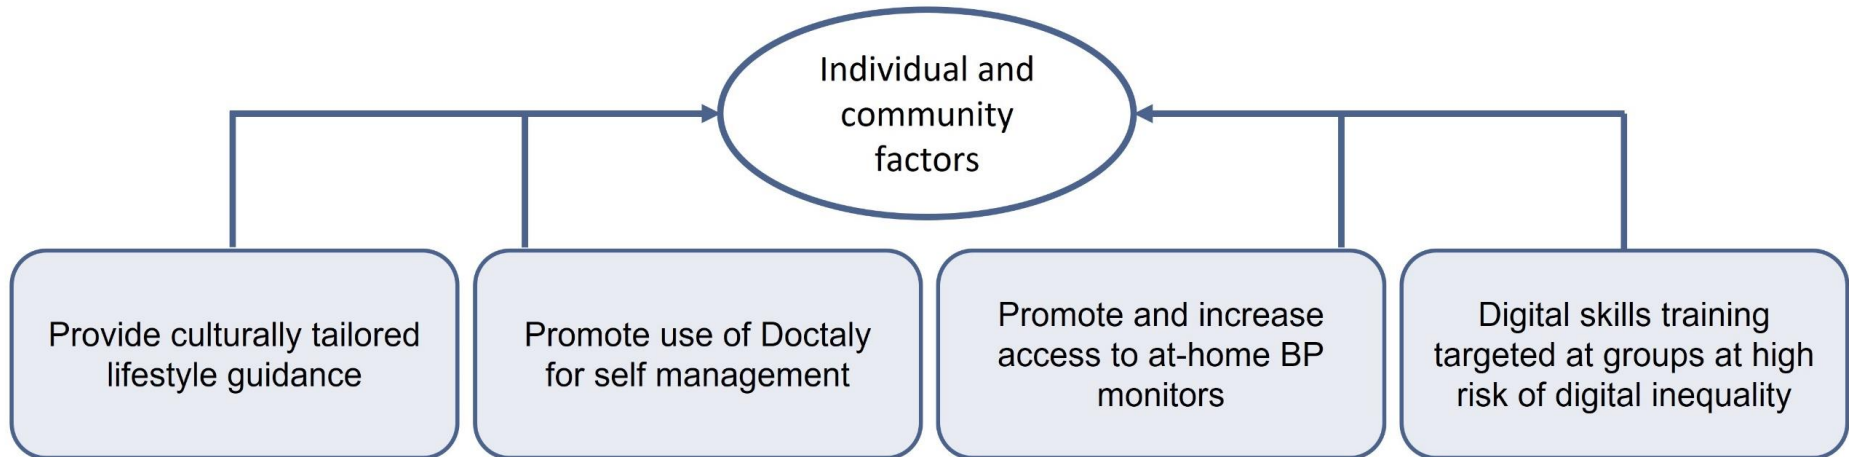 Individual and
community
factors
Provide culturally tailored
lifestyle guidance
Promote use of Doctaly
for self management
Promote and increase
access to at-home BP
monitors
Digital skills training
targeted at groups at high
risk of digital inequality